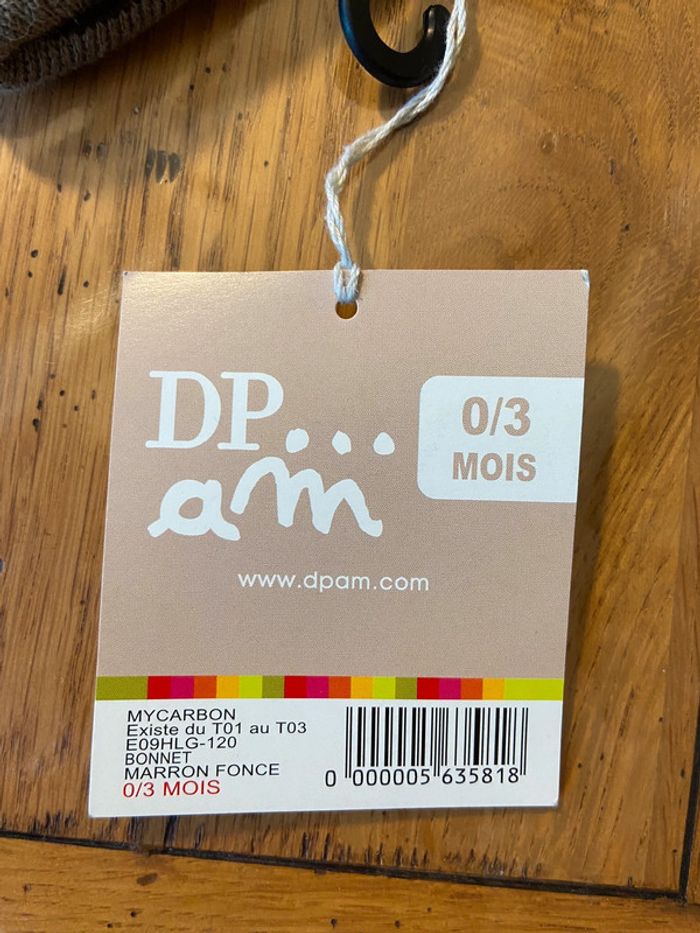 DP...
am
0/3
MOIS
www.dpam.com
MYCARBON
Existe du T01 au T03
E09HLG-120
BONNET
MARRON FONCE
0/3 MOIS
0 000005 635818